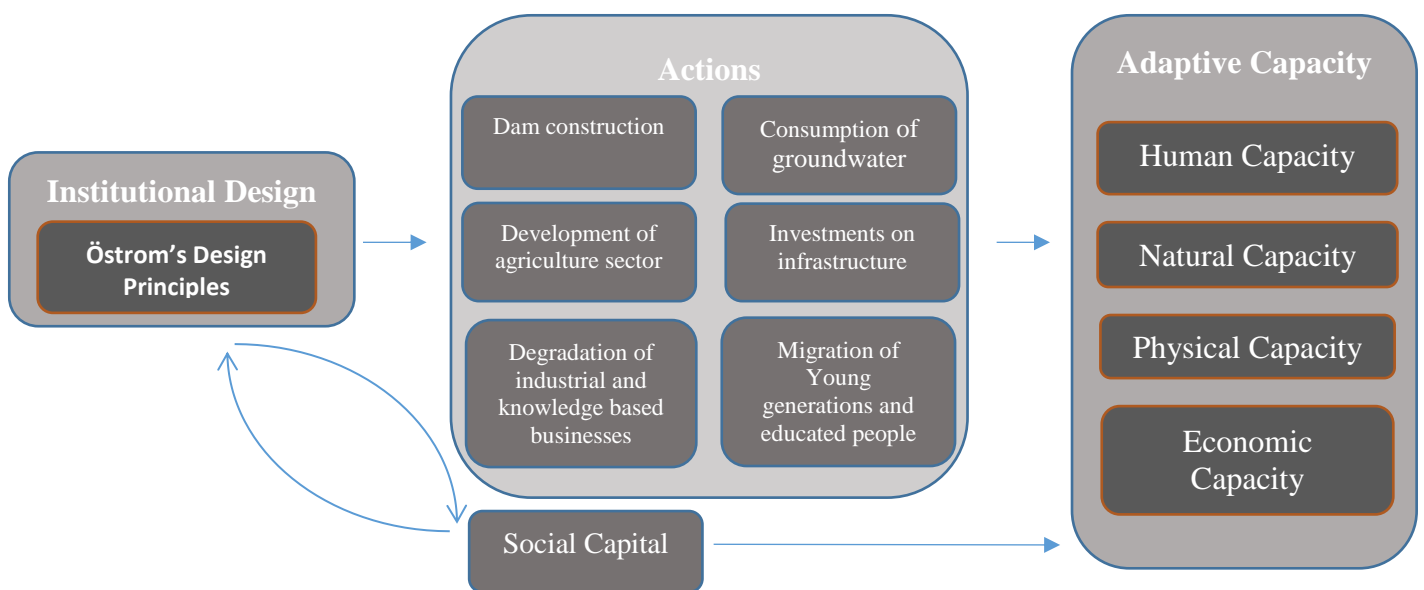 Institutional Design
Östrom’s Design
Principles
Actions
Dam construction
Consumption of
groundwater
Development of
agriculture sector
Investments on
infrastructure
Degradation of
industrial and
knowledge based
businesses
Migration of
Young
generations and
educated people
Social Capital
Adaptive Capacity
Human Capacity
Natural Capacity
Physical Capacity
Economic
Capacity